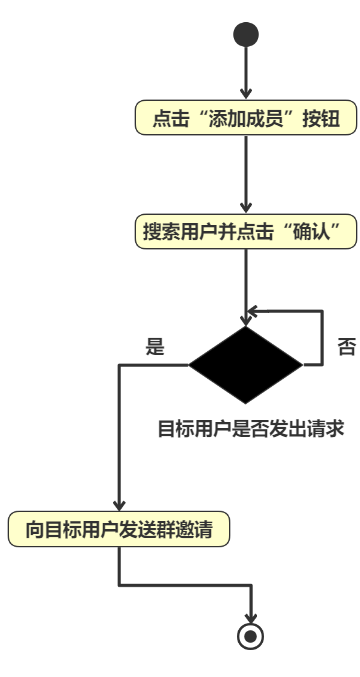 点击“添加成员”按钮
搜索用户并点击“确认”
是
否
目标用户是否发出请求
向目标用户发送群邀请